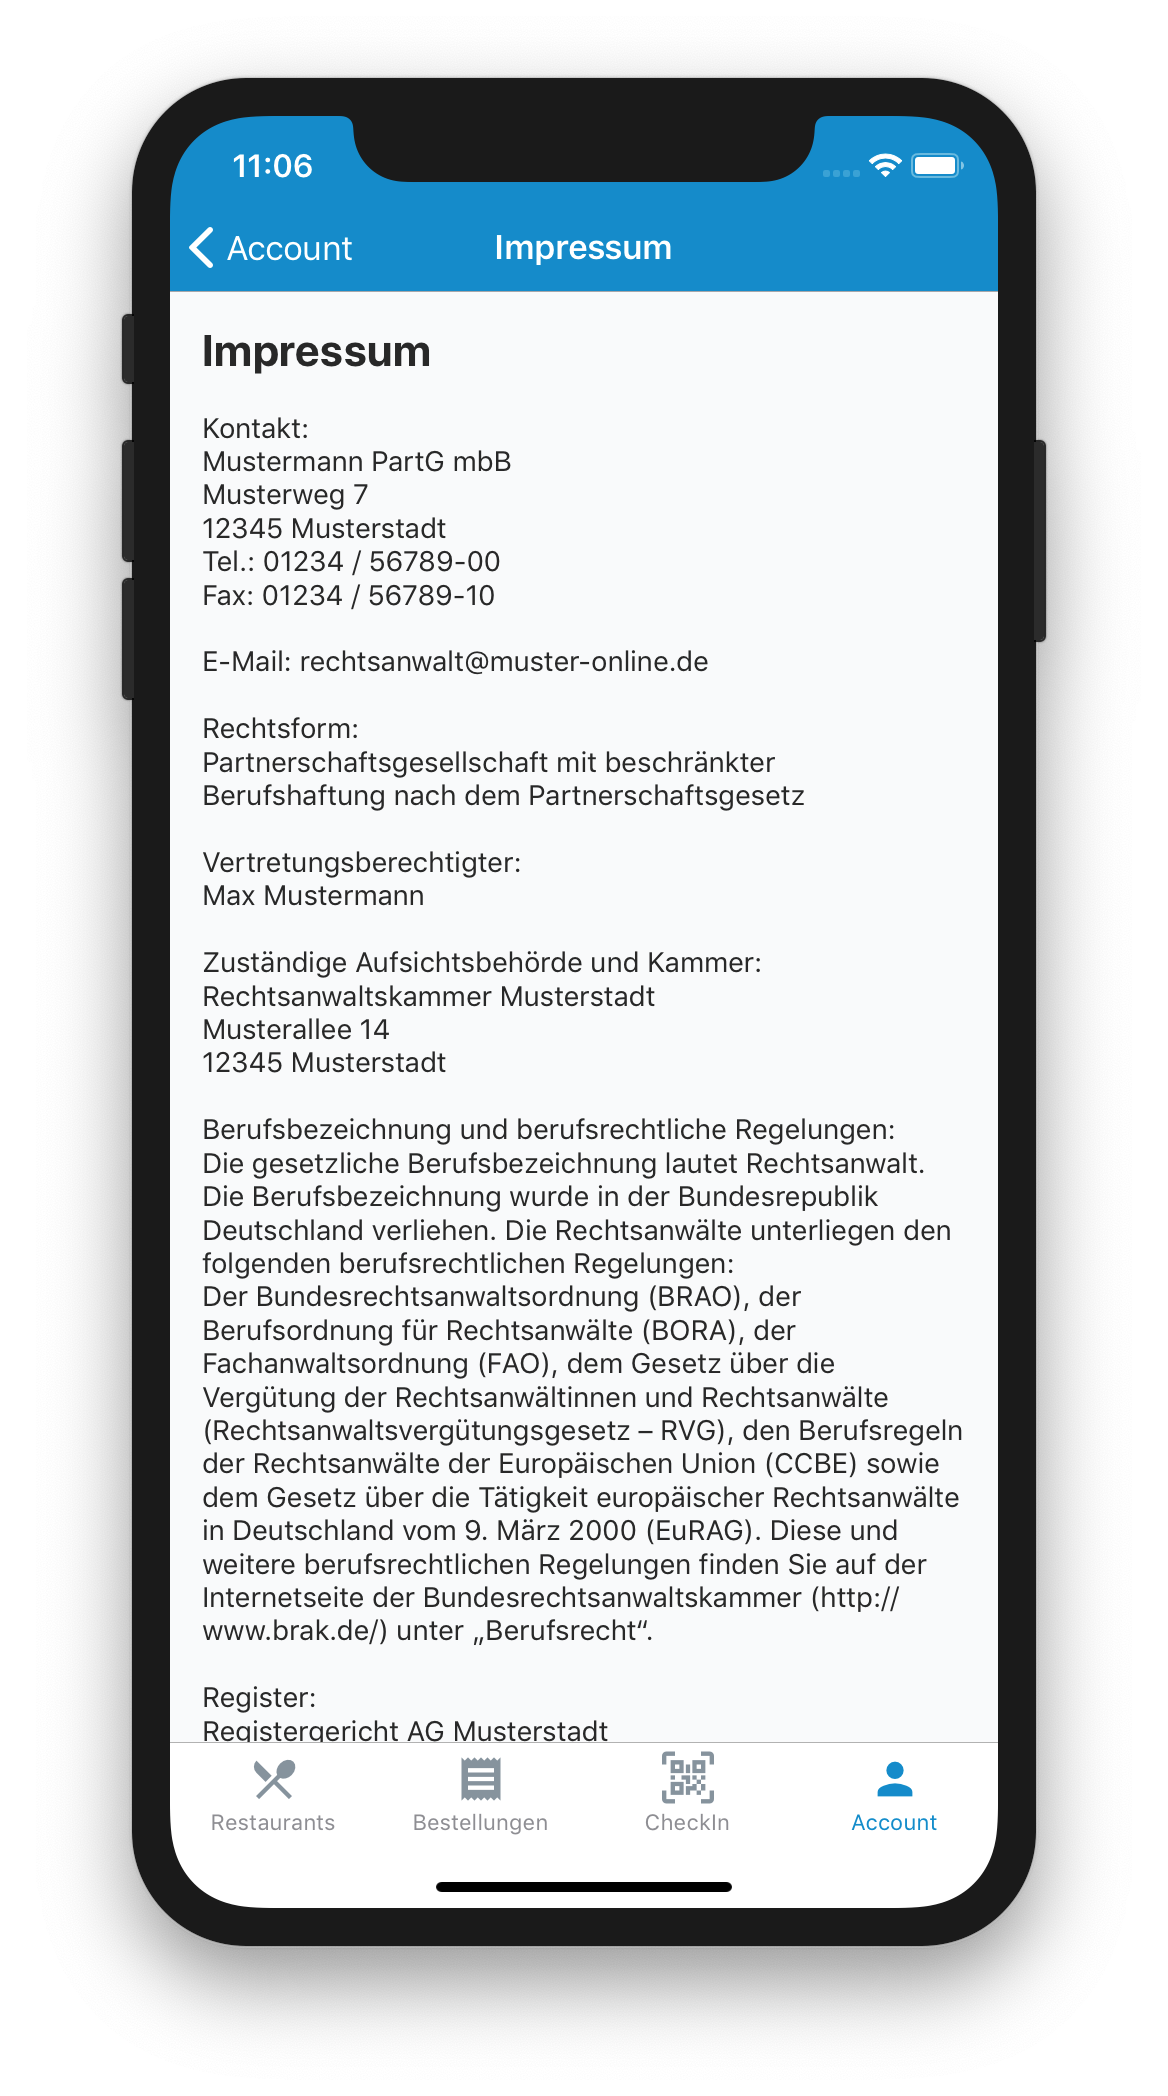 11:06
Account
Impressum
Impressum
Kontakt:
Mustermann PartG mbB
Musterweg 7
12345 Musterstadt
Tel.: 01234 / 56789-00
Fax: 01234 / 56789-10
E-Mail: rechtsanwalt@muster-online.de
Rechtsform:
Partnerschaftsgesellschaft mit beschränkter
Berufshaftung nach dem Partnerschaftsgesetz
Vertretungsberechtigter:
Max Mustermann
Zuständige Aufsichtsbehörde und Kammer:
Rechtsanwaltskammer Musterstadt
Musterallee 14
12345 Musterstadt
Berufsbezeichnung und berufsrechtliche Regelungen:
Die gesetzliche Berufsbezeichnung lautet Rechtsanwalt.
Die Berufsbezeichnung wurde in der Bundesrepublik
Deutschland verliehen. Die Rechtsanwälte unterliegen den
folgenden berufsrechtlichen Regelungen:
Der Bundesrechtsanwaltsordnung (BRAO), der
Berufsordnung für Rechtsanwälte (BORA), der
Fachanwaltsordnung (FAO), dem Gesetz über die
Vergütung der Rechtsanwältinnen und Rechtsanwälte
(Rechtsanwaltsvergütungsgesetz – RVG), den Berufsregeln
der Rechtsanwälte der Europäischen Union (CCBE) sowie
dem Gesetz über die Tätigkeit europäischer Rechtsanwälte
in Deutschland vom 9. März 2000 (EuRAG). Diese und
weitere berufsrechtlichen Regelungen finden Sie auf der
Internetseite der Bundesrechtsanwaltskammer (http://
www.brak.de/) unter „Berufsrecht“.
Register:
Registergericht AG Musterstadt
Restaurants
Bestellungen
CheckIn
Account